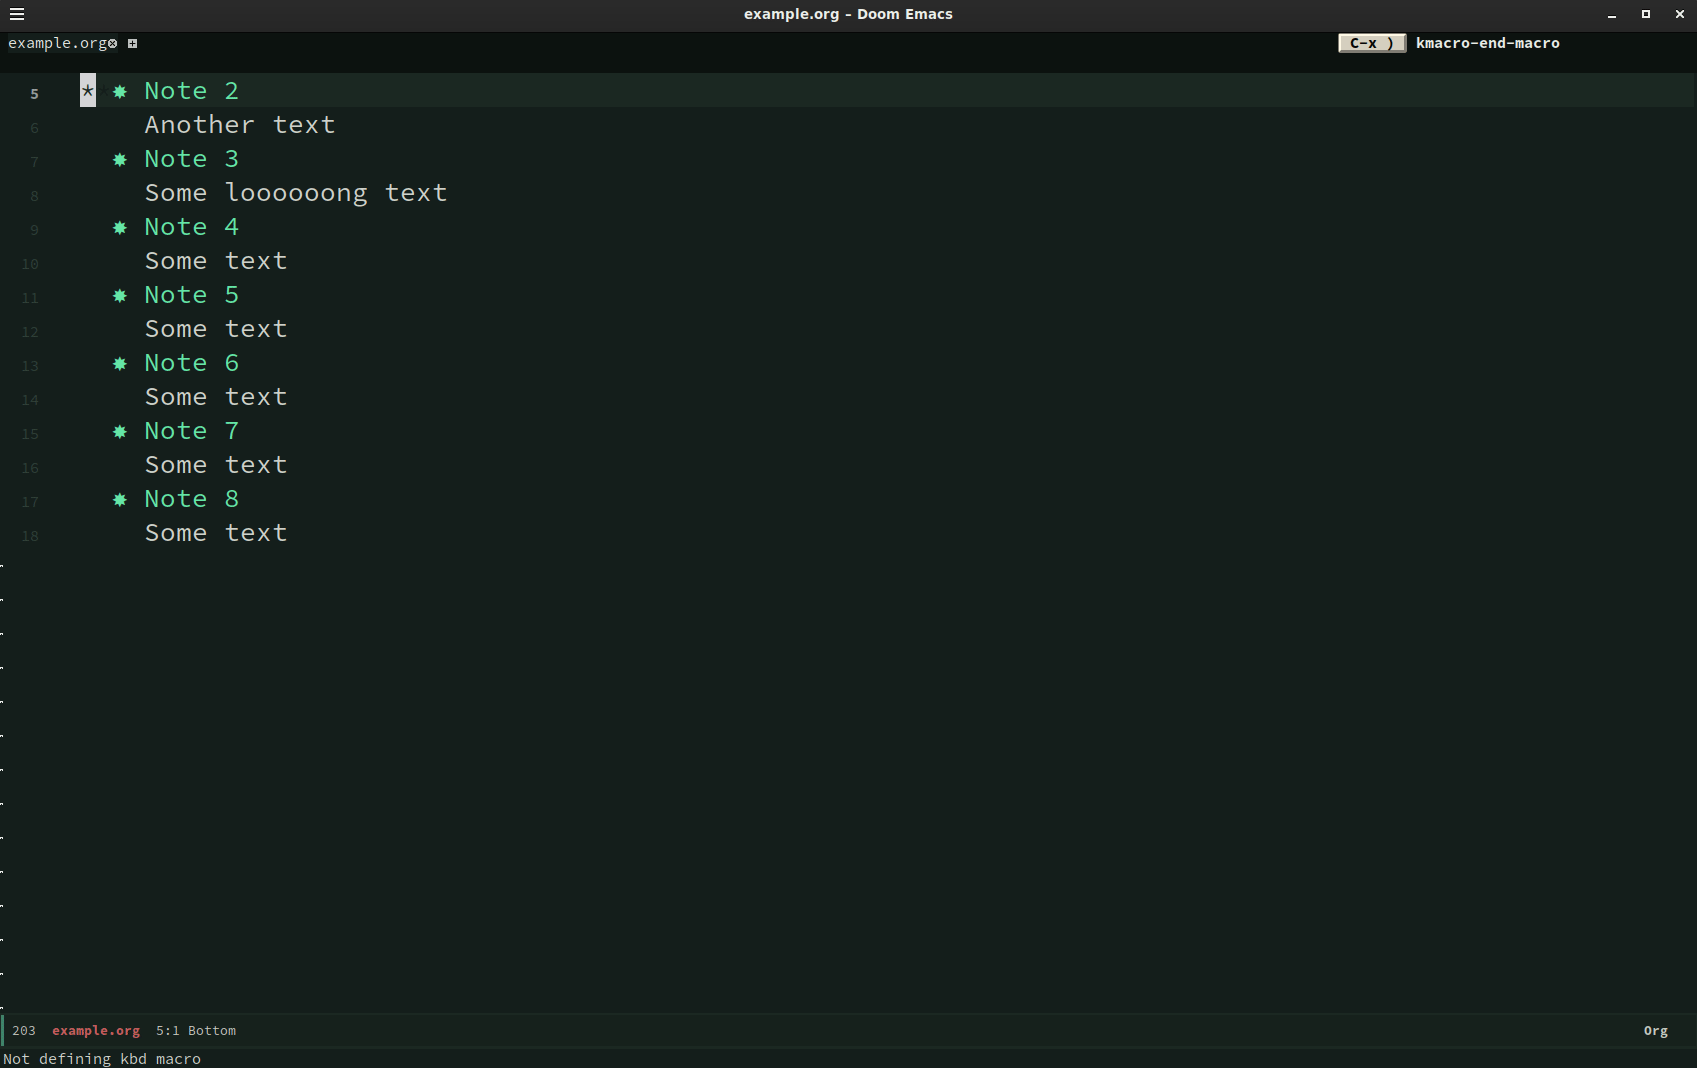 example.org – Doom Emacs
example.org
C-x ) kmacro-end-macro
5 * * Note 2
6 Another text
7 Note 3
8 Some loooooong text
9 Note 4
10 Some text
11 Note 5
12 Some text
13 Note 6
14 Some text
15 Note 7
16 Some text
17 Note 8
18 Some text
203 example.org 5:1 Bottom Org
Not defining kbd macro